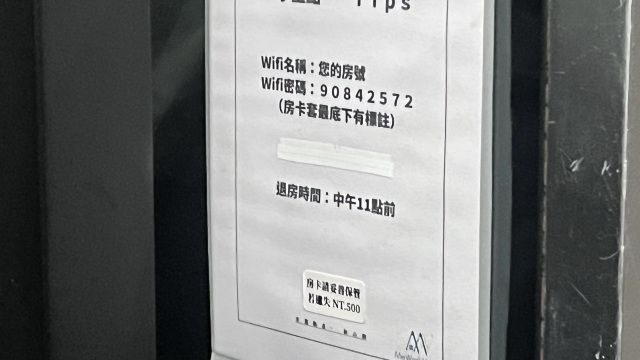 Tips
Wifi名稱：您的房號
Wifi密碼：90842572
（房卡套最底下有標註）
退房時間：中午11點前
房卡請妥善保管
若遺失 NT.500